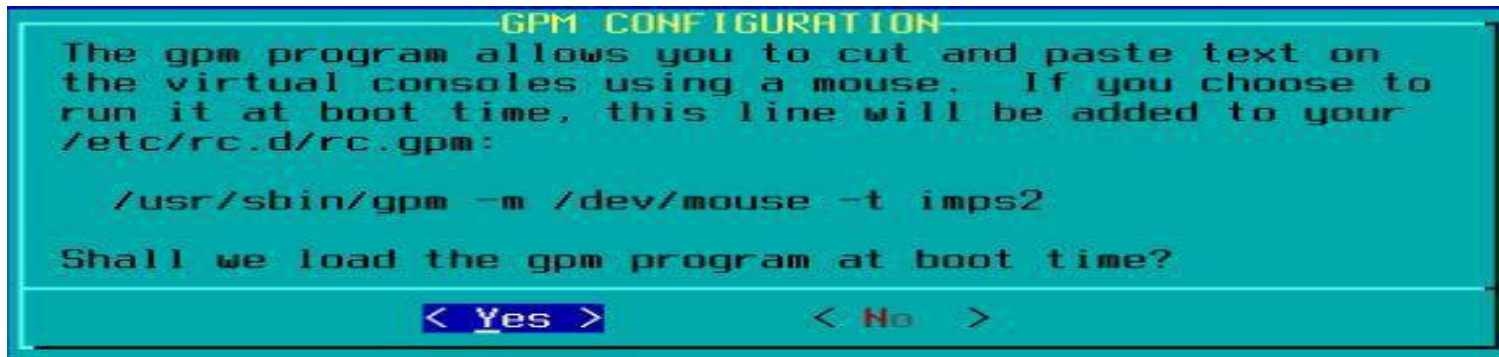 GPM CONFIGURATION
The gpm program allows you to cut and paste text on
the virtual consoles using a mouse.  If you choose to
run it at boot time, this line will be added to your
/etc/rc.d/rc.gpm:
/usr/sbin/gpm -m /dev/mouse -t imps2
Shall we load the gpm program at boot time?
< Yes > < No >